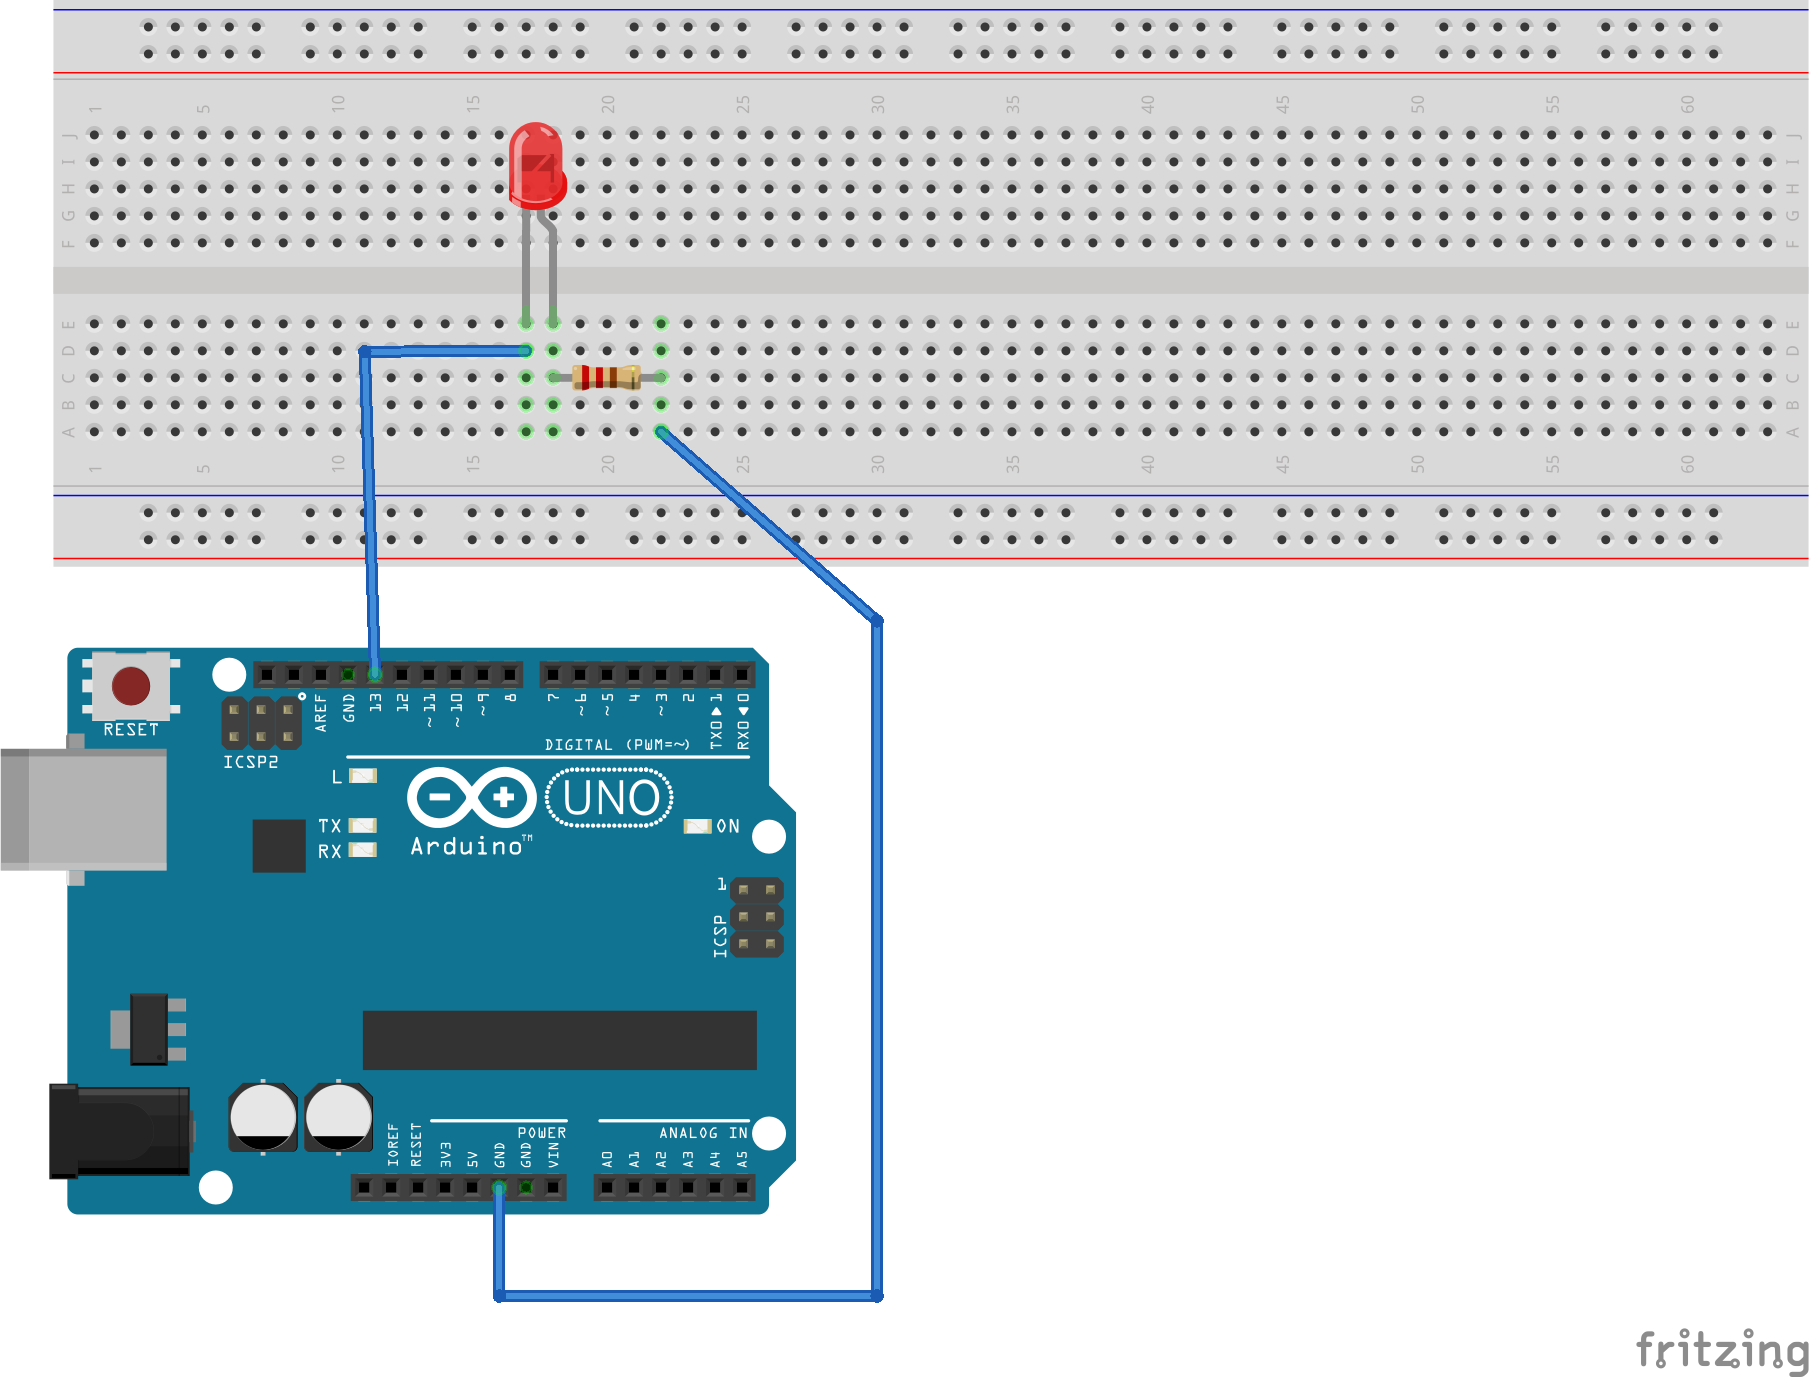 1 5 10 15 20 25 30 35 40 45 50 55 60
J J
I I
H H
G G
F F
E E
D D
C C
B B
A A
1 5 10 15 20 25 30 35 40 45 50 55 60
RESET
ICSP2
AREF
GND
13
12
~11
~10
~9
8
7
~6
~5
4
~3
2
TX0▶1
RX0◀0
DIGITAL (PWM=~)
L
TX
RX
Arduino™
UNO
ON
1
ICSP
IOREF
RESET
3V3
5V
GND
GND
VIN
POWER
ANALOG IN
A0
A1
A2
A3
A4
A5
fritzing